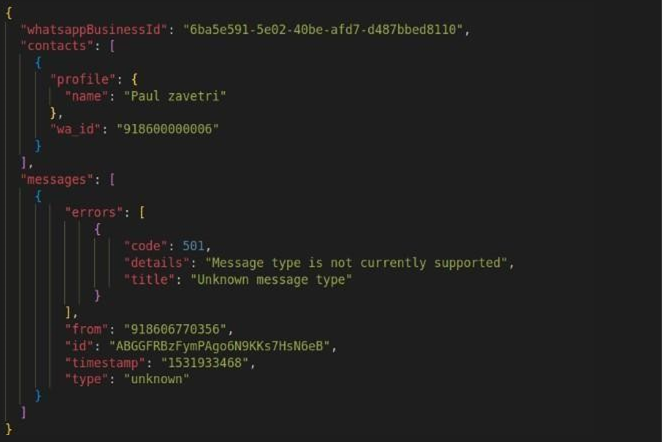 {
"whatsappBusinessId": "6ba5e591-5e02-40be-afd7-d487bbed8110",
"contacts": [
{
"profile": {
"name": "Paul zavetri"
},
"wa_id": "918600000006"
}
],
"messages": [
{
"errors": [
{
"code": 501,
"details": "Message type is not currently supported",
"title": "Unknown message type"
}
],
"from": "918606770356",
"id": "ABGGFRBzFymPAgo6N9KKs7HsN6eB",
"timestamp": "1531933468",
"type": "unknown"
}
]
}